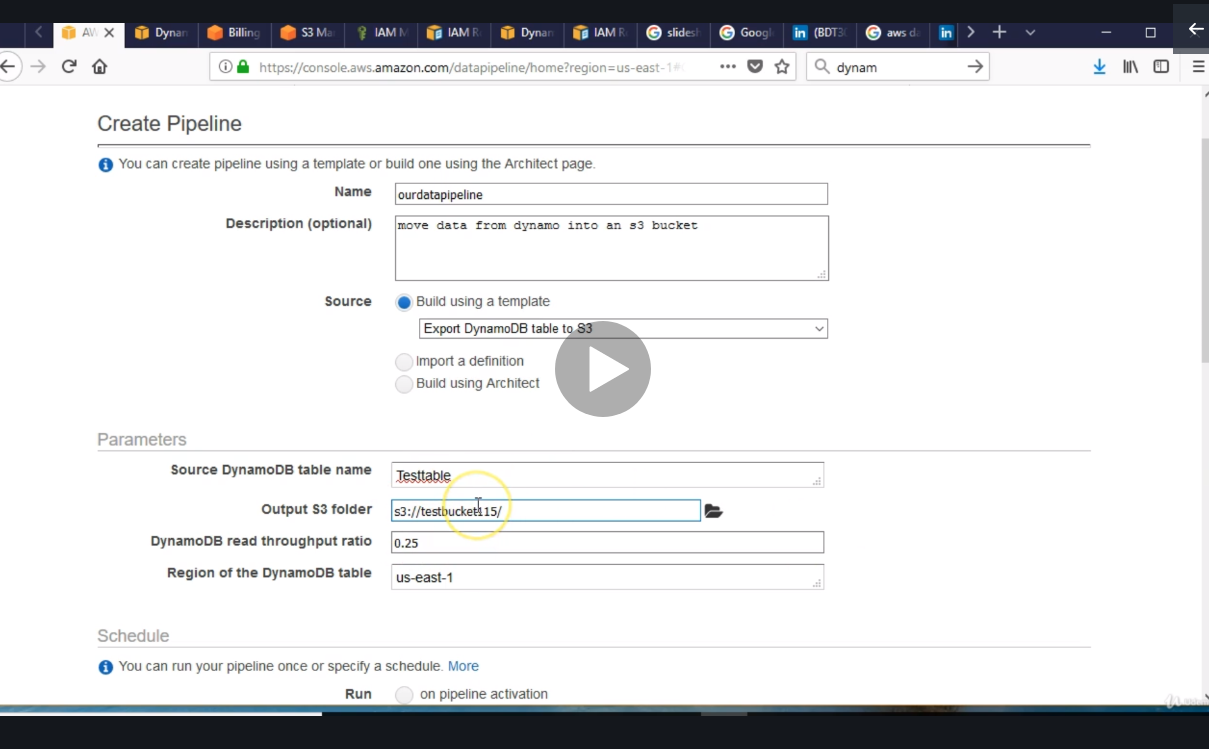 AW
Dynan
Billing
S3 Ma
IAM M
IAM R
Dynan
IAM R
slidesh
Googl
in (BDT30
aws da
in
https://console.aws.amazon.com/datapipeline/home?region=us-east-1#
dynam
Create Pipeline
You can create pipeline using a template or build one using the Architect page.
Name ourdatapipeline
Description (optional) move data from dynamo into an s3 bucket
Source Build using a template
Export DynamoDB table to S3
Import a definition
Build using Architect
Parameters
Source DynamoDB table name Testtable
Output S3 folder s3://testbucket115/
DynamoDB read throughput ratio 0.25
Region of the DynamoDB table us-east-1
Schedule
You can run your pipeline once or specify a schedule. More
Run on pipeline activation